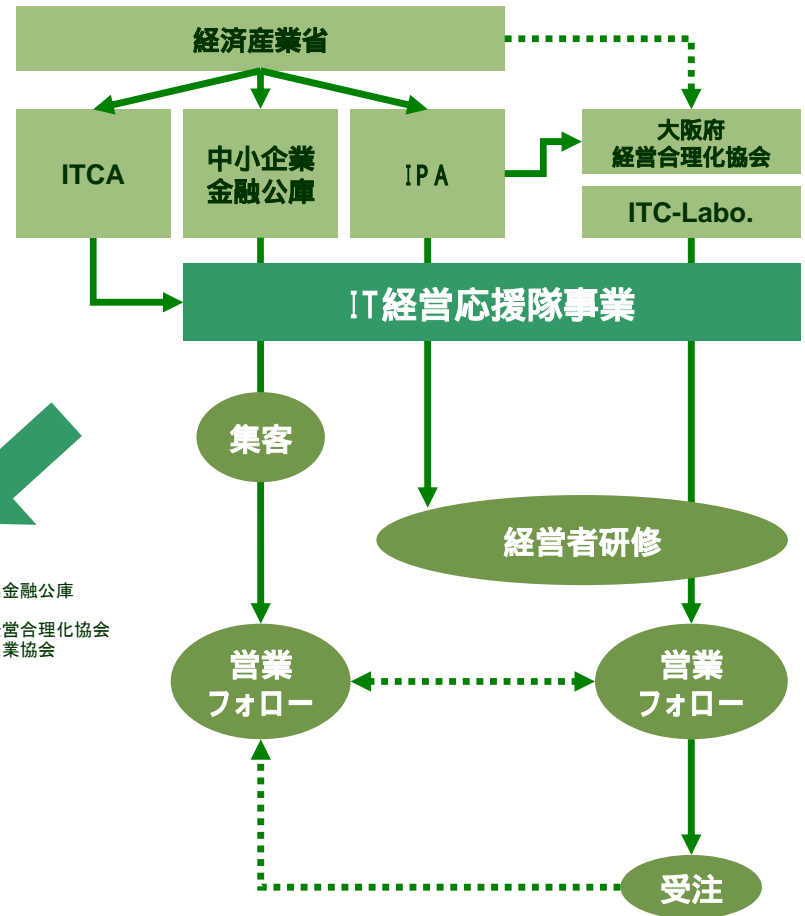 経済産業省
ITCA
中小企業
金融公庫
IPA
大阪府
経営合理化協会
ITC-Labo.
IT経営応援隊事業
集客
経営者研修
金融公庫
営合理化協会
業協会
営業
フォロー
営業
フォロー
受注